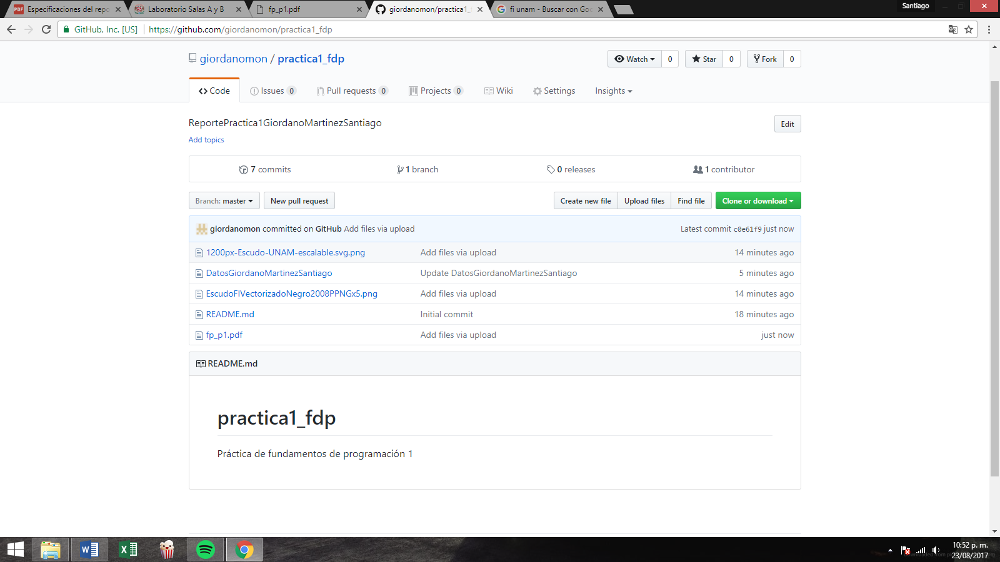 Especificaciones del repo
Laboratorio Salas A y B
fp_p1.pdf
giordanomon/practica1_
fi unam - Buscar con Goo
Santiago
GitHub, Inc. [US]
https://github.com/giordanomon/practica1_fdp
giordanomon / practica1_fdp
Watch 0
Star 0
Fork 0
Code
Issues 0
Pull requests 0
Projects 0
Wiki
Settings
Insights
ReportePractica1GiordanoMartinezSantiago
Edit
Add topics
7 commits
1 branch
0 releases
1 contributor
Branch: master
New pull request
Create new file
Upload files
Find file
Clone or download
giordanomon committed on GitHub Add files via upload
Latest commit c0e61f9 just now
1200px-Escudo-UNAM-escalable.svg.png Add files via upload 14 minutes ago
DatosGiordanoMartinezSantiago Update DatosGiordanoMartinezSantiago 5 minutes ago
EscudoFIVectorizadoNegro2008PPNGx5.png Add files via upload 14 minutes ago
README.md Initial commit 18 minutes ago
fp_p1.pdf Add files via upload just now
README.md
practica1_fdp
Práctica de fundamentos de programación 1
10:52 p. m.
23/08/2017